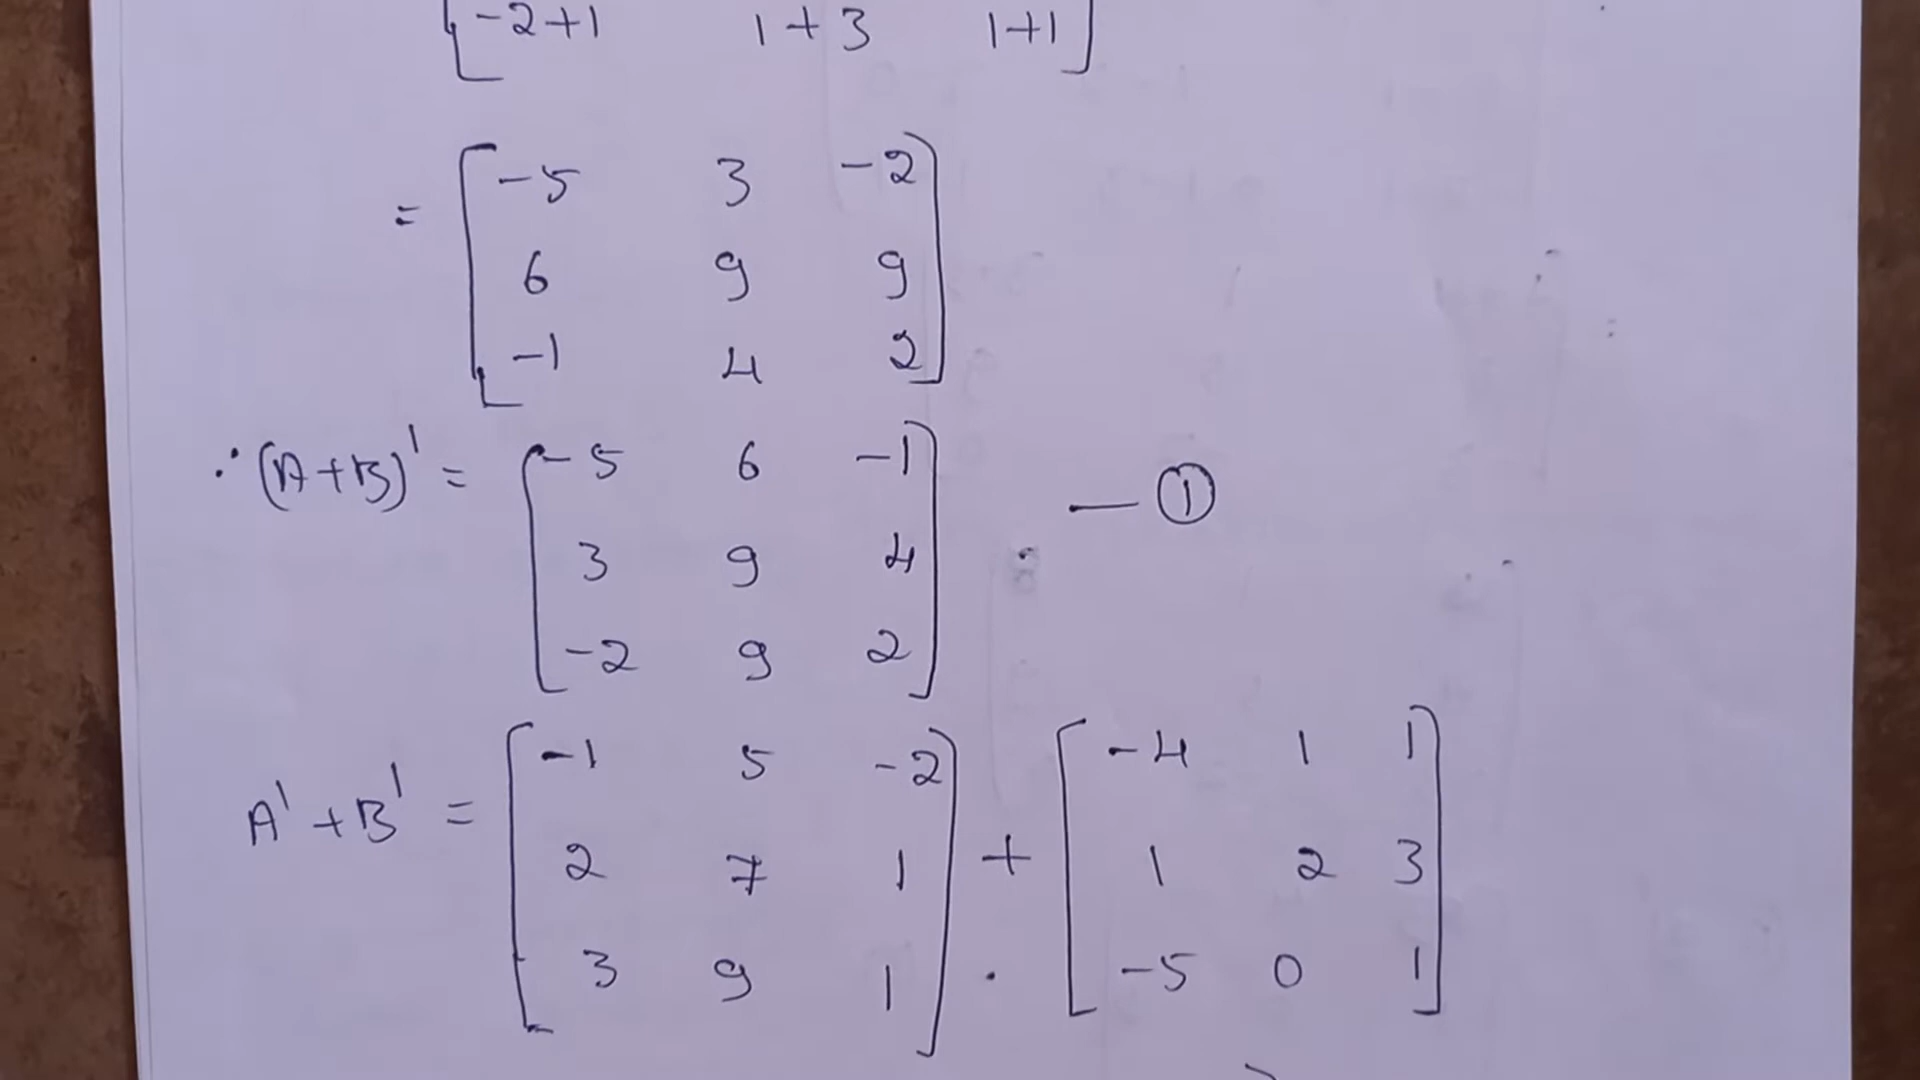 [-2+1 1+3 1+1]
= [-5 3 -2
6 9 9
-1 4 2]
∴ (A+B)' = [-5 6 -1
3 9 4
-2 9 2] — ①
A' + B' = [-1 5 -2
2 7 1
3 9 1] + [-4 1 1
1 2 3
-5 0 1]